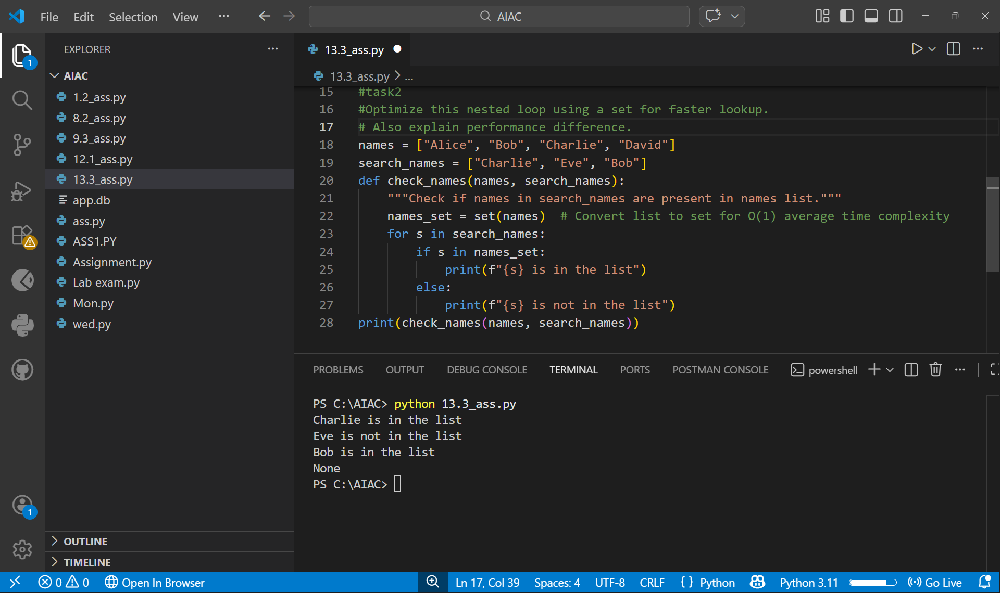 File Edit Selection View ··· AIAC
EXPLORER ···
AIAC
1.2_ass.py
8.2_ass.py
9.3_ass.py
12.1_ass.py
13.3_ass.py
app.db
ass.py
ASS1.PY
Assignment.py
Lab exam.py
Mon.py
wed.py
OUTLINE
TIMELINE
1
1
13.3_ass.py
13.3_ass.py > ...
15 #task2
16 #Optimize this nested loop using a set for faster lookup.
17 # Also explain performance difference.
18 names = ["Alice", "Bob", "Charlie", "David"]
19 search_names = ["Charlie", "Eve", "Bob"]
20 def check_names(names, search_names):
21     """Check if names in search_names are present in names list."""
22     names_set = set(names)  # Convert list to set for O(1) average time complexity
23     for s in search_names:
24         if s in names_set:
25             print(f"{s} is in the list")
26         else:
27             print(f"{s} is not in the list")
28 print(check_names(names, search_names))
PROBLEMS OUTPUT DEBUG CONSOLE TERMINAL PORTS POSTMAN CONSOLE powershell
PS C:\AIAC> python 13.3_ass.py
Charlie is in the list
Eve is not in the list
Bob is in the list
None
PS C:\AIAC>
0 0 Open In Browser Ln 17, Col 39 Spaces: 4 UTF-8 CRLF {} Python Python 3.11 Go Live